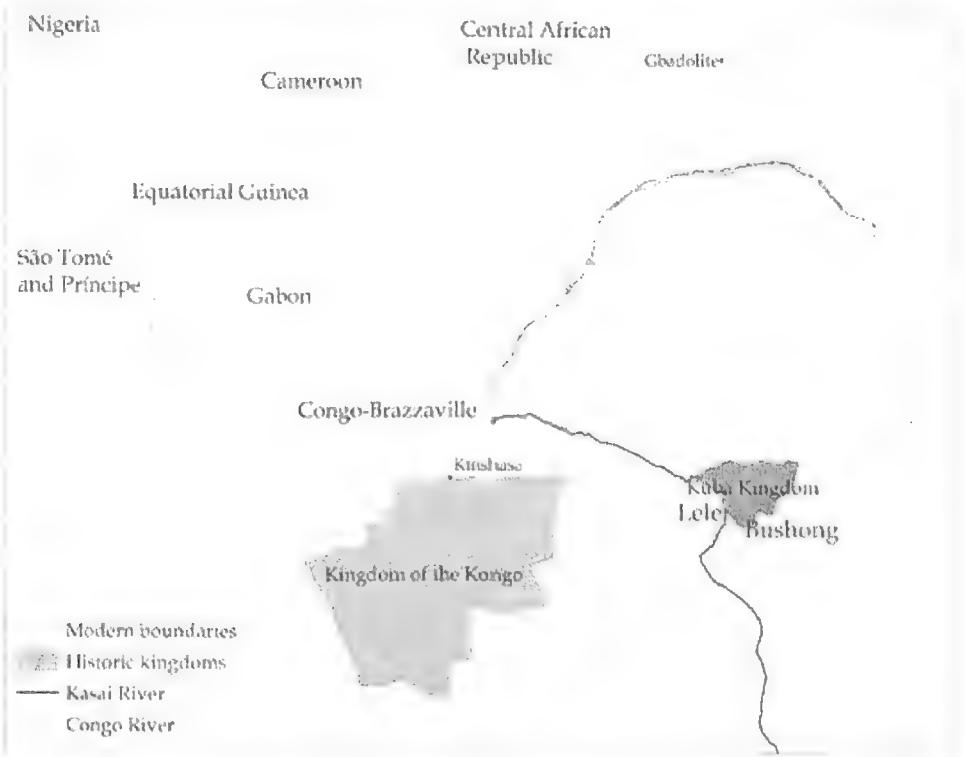 Nigeria
Central African
Republic
Gbadolite
Cameroon
Equatorial Guinea
São Tomé
and Príncipe
Gabon
Congo-Brazzaville
Kinshasa
Kuba Kingdom
Lele
Bushong
Kingdom of the Kongo
Modern boundaries
Historic kingdoms
Kasai River
Congo River